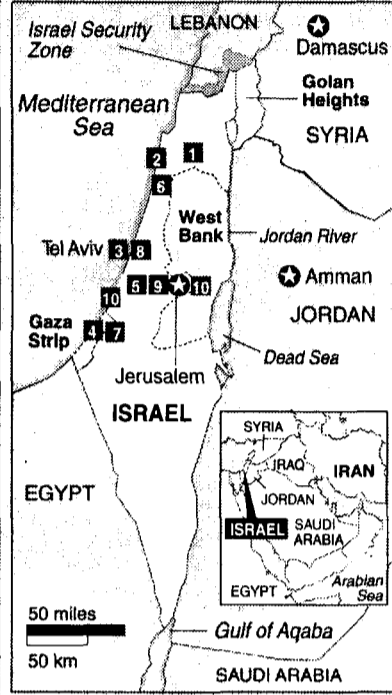 LEBANON
Israel Security
Zone
Damascus
Golan
Heights
Mediterranean
Sea
SYRIA
2
1
6
West
Bank
Jordan River
Tel Aviv
3
8
5
9
10
Amman
10
JORDAN
Gaza
Strip
4
7
Dead Sea
Jerusalem
ISRAEL
SYRIA
IRAQ
IRAN
JORDAN
ISRAEL
SAUDI
ARABIA
EGYPT
EGYPT
Arabian
Sea
50 miles
50 km
Gulf of Aqaba
SAUDI ARABIA